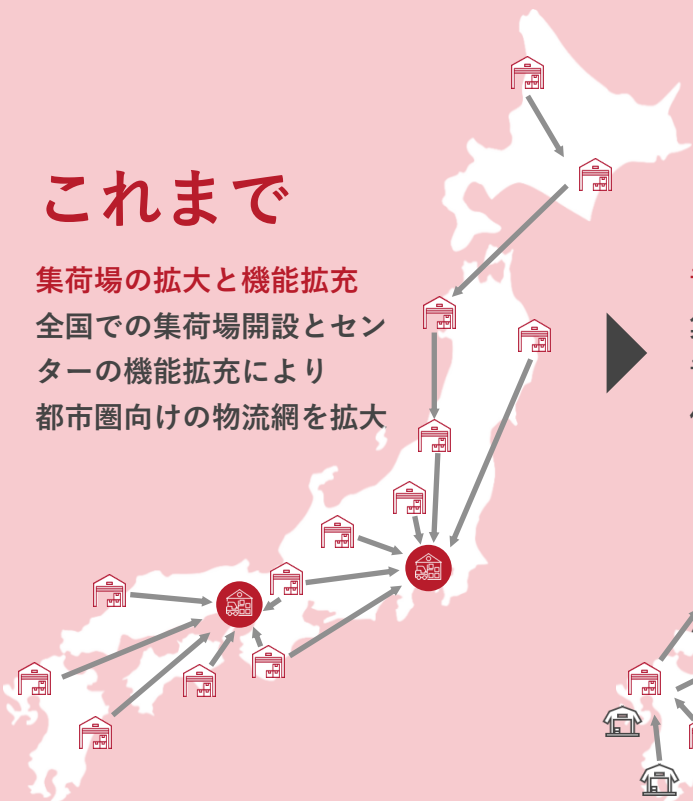 これまで
集荷場の拡大と機能拡充
全国での集荷場開設とセン
ターの機能拡充により
都市圏向けの物流網を拡大